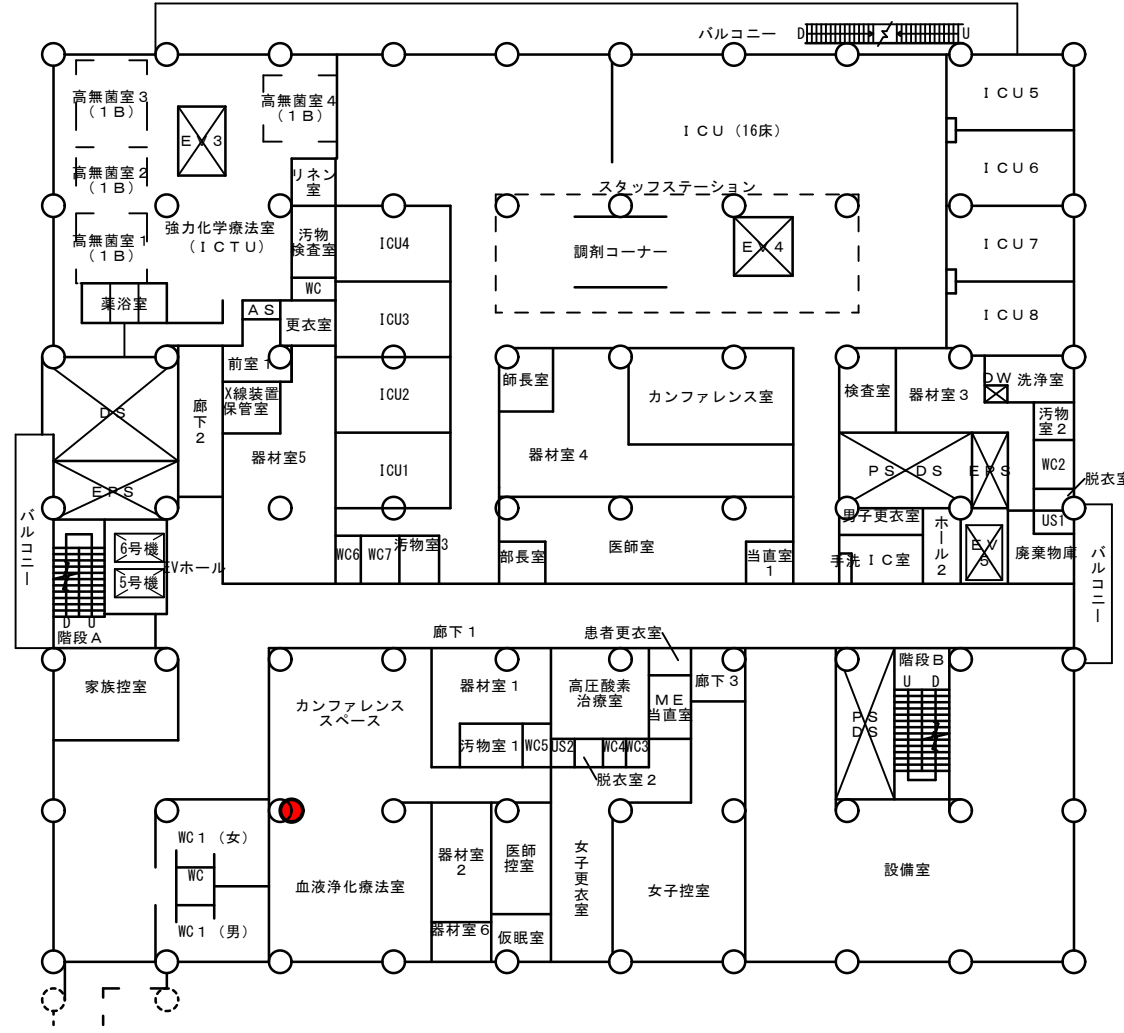 バルコニー
D
U
高無菌室3
(1B)
EV3
高無菌室4
(1B)
ICU (16床)
ICU5
高無菌室2
(1B)
リネン
室
ICU6
スタッフステーション
高無菌室1
(1B)
強力化学療法室
(ICTU)
汚物
検査室
ICU4
調剤コーナー
EV4
ICU7
WC
薬浴室
AS
更衣室
ICU3
ICU8
前室1
師長室
カンファレンス室
検査室
器材室3
DW
洗浄室
DS
廊下2
X線装置
保管室
ICU2
汚物
室2
器材室5
ICU1
器材室4
PS・DS
EPS
WC2
脱衣室
EPS
バルコニー
6号機
5号機
EVホール
WC6
WC7
汚物室3
部長室
医師室
当直室
1
男子更衣室
手洗
IC室
ホール2
EV
5
US1
廃棄物庫
バルコニー
D
U
階段A
廊下1
患者更衣室
家族控室
カンファレンス
スペース
器材室1
高圧酸素
治療室
ME
当直室
廊下3
階段B
U
D
PS
DS
汚物室1
WC5
US2
WC4
WC3
脱衣室2
WC1 (女)
WC
WC1 (男)
血液浄化療法室
器材室
2
医師
控室
女子更衣室
女子控室
設備室
器材室6
仮眠室